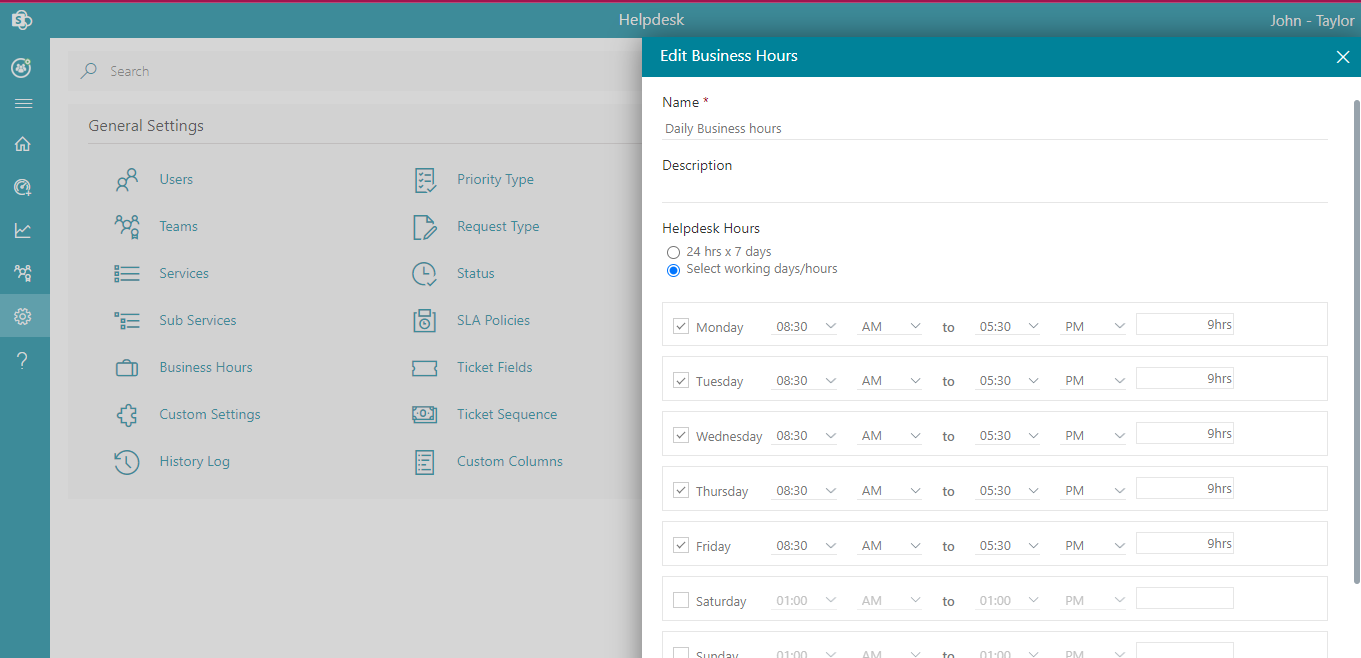 Helpdesk
John - Taylor
Search
General Settings
Users
Priority Type
Teams
Request Type
Services
Status
Sub Services
SLA Policies
Business Hours
Ticket Fields
Custom Settings
Ticket Sequence
History Log
Custom Columns
Edit Business Hours
Name *
Daily Business hours
Description
Helpdesk Hours
24 hrs x 7 days
Select working days/hours
Monday 08:30 AM to 05:30 PM 9hrs
Tuesday 08:30 AM to 05:30 PM 9hrs
Wednesday 08:30 AM to 05:30 PM 9hrs
Thursday 08:30 AM to 05:30 PM 9hrs
Friday 08:30 AM to 05:30 PM 9hrs
Saturday 01:00 AM to 01:00 PM
Sunday 01:00 AM to 01:00 PM